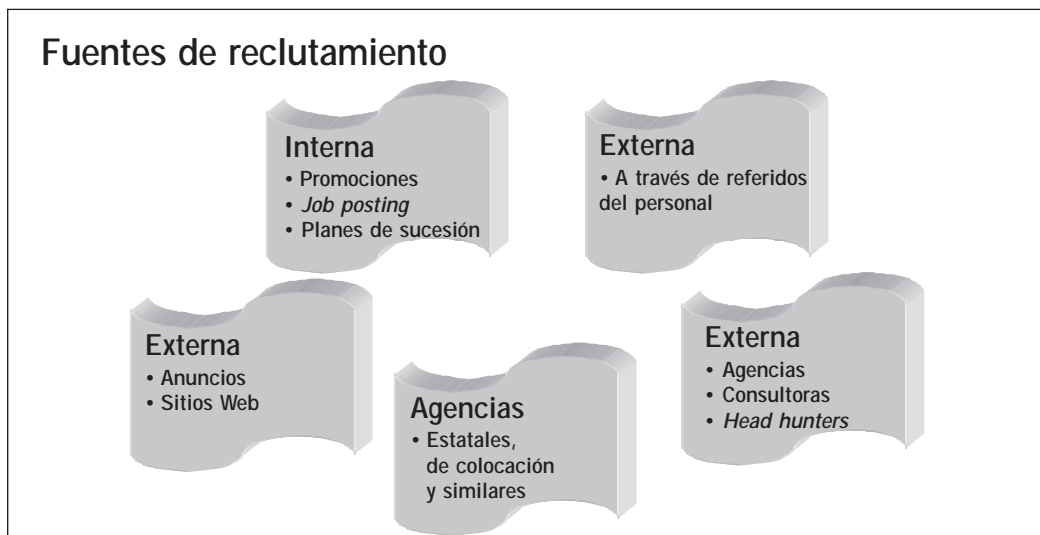 Fuentes de reclutamiento
Interna
• Promociones
• Job posting
• Planes de sucesión
Externa
• A través de referidos
del personal
Externa
• Anuncios
• Sitios Web
Agencias
• Estatales,
de colocación
y similares
Externa
• Agencias
• Consultoras
• Head hunters